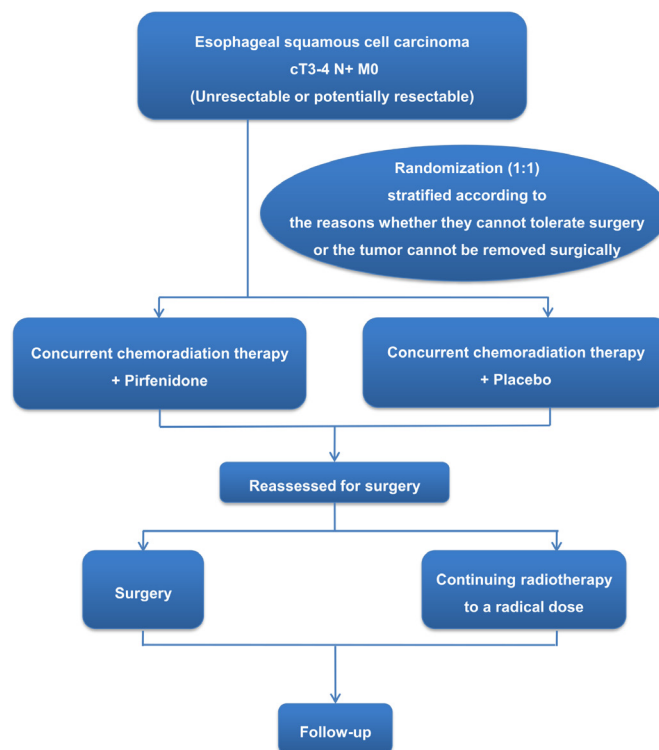 Esophageal squamous cell carcinoma
cT3-4 N+ M0
(Unresectable or potentially resectable)
Randomization (1:1)
stratified according to
the reasons whether they cannot tolerate surgery
or the tumor cannot be removed surgically
Concurrent chemoradiation therapy
+ Pirfenidone
Concurrent chemoradiation therapy
+ Placebo
Reassessed for surgery
Surgery
Continuing radiotherapy
to a radical dose
Follow-up